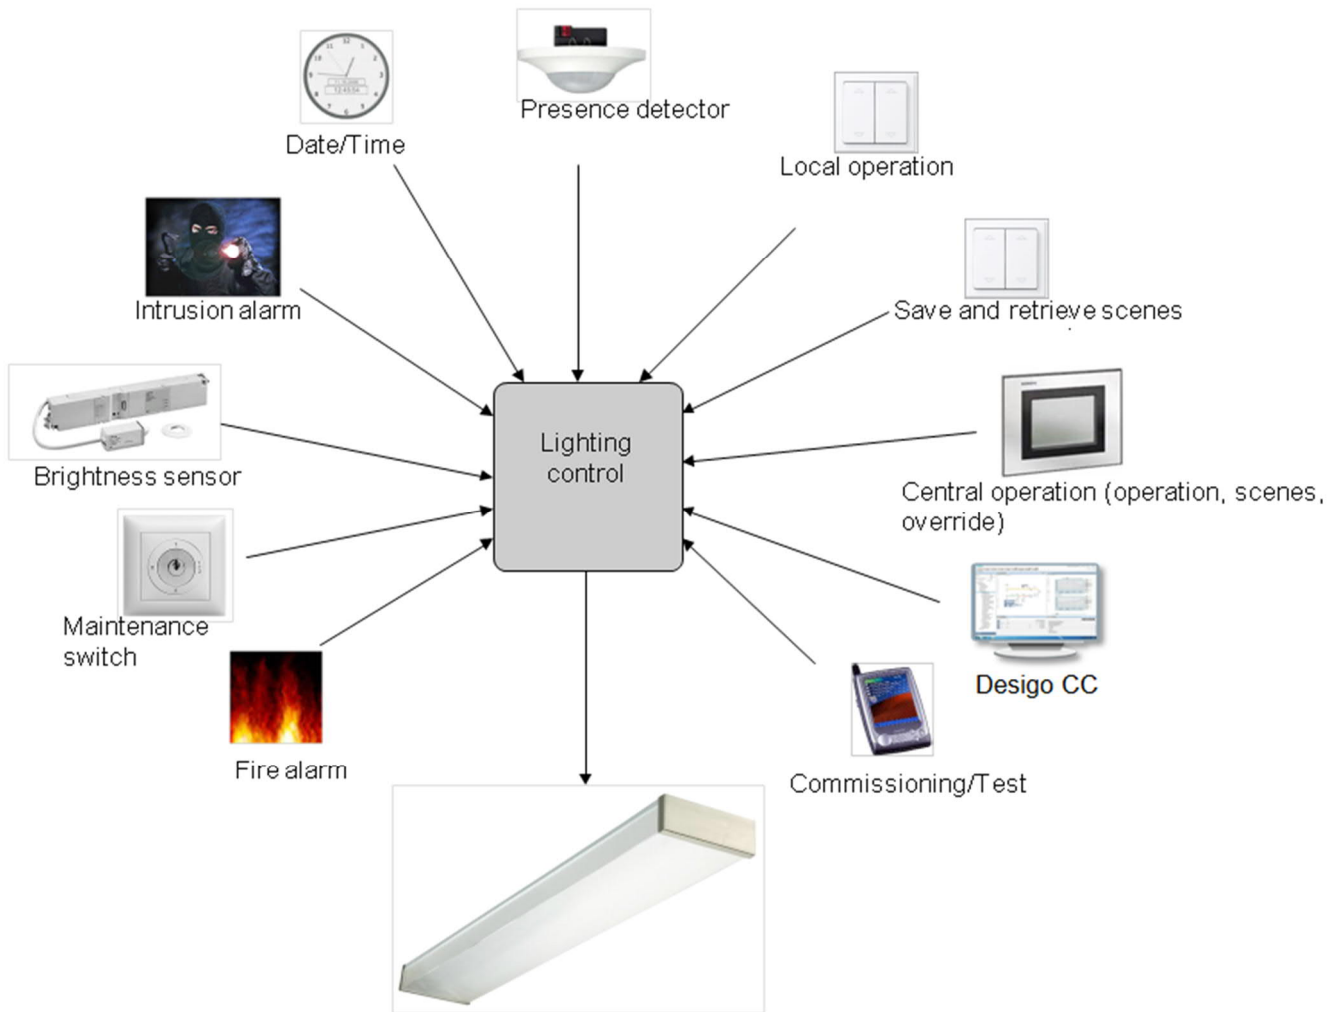 Date/Time
Presence detector
Local operation
Intrusion alarm
Save and retrieve scenes
Lighting
control
Brightness sensor
Central operation (operation, scenes,
override)
Maintenance
switch
Desigo CC
Fire alarm
Commissioning/Test